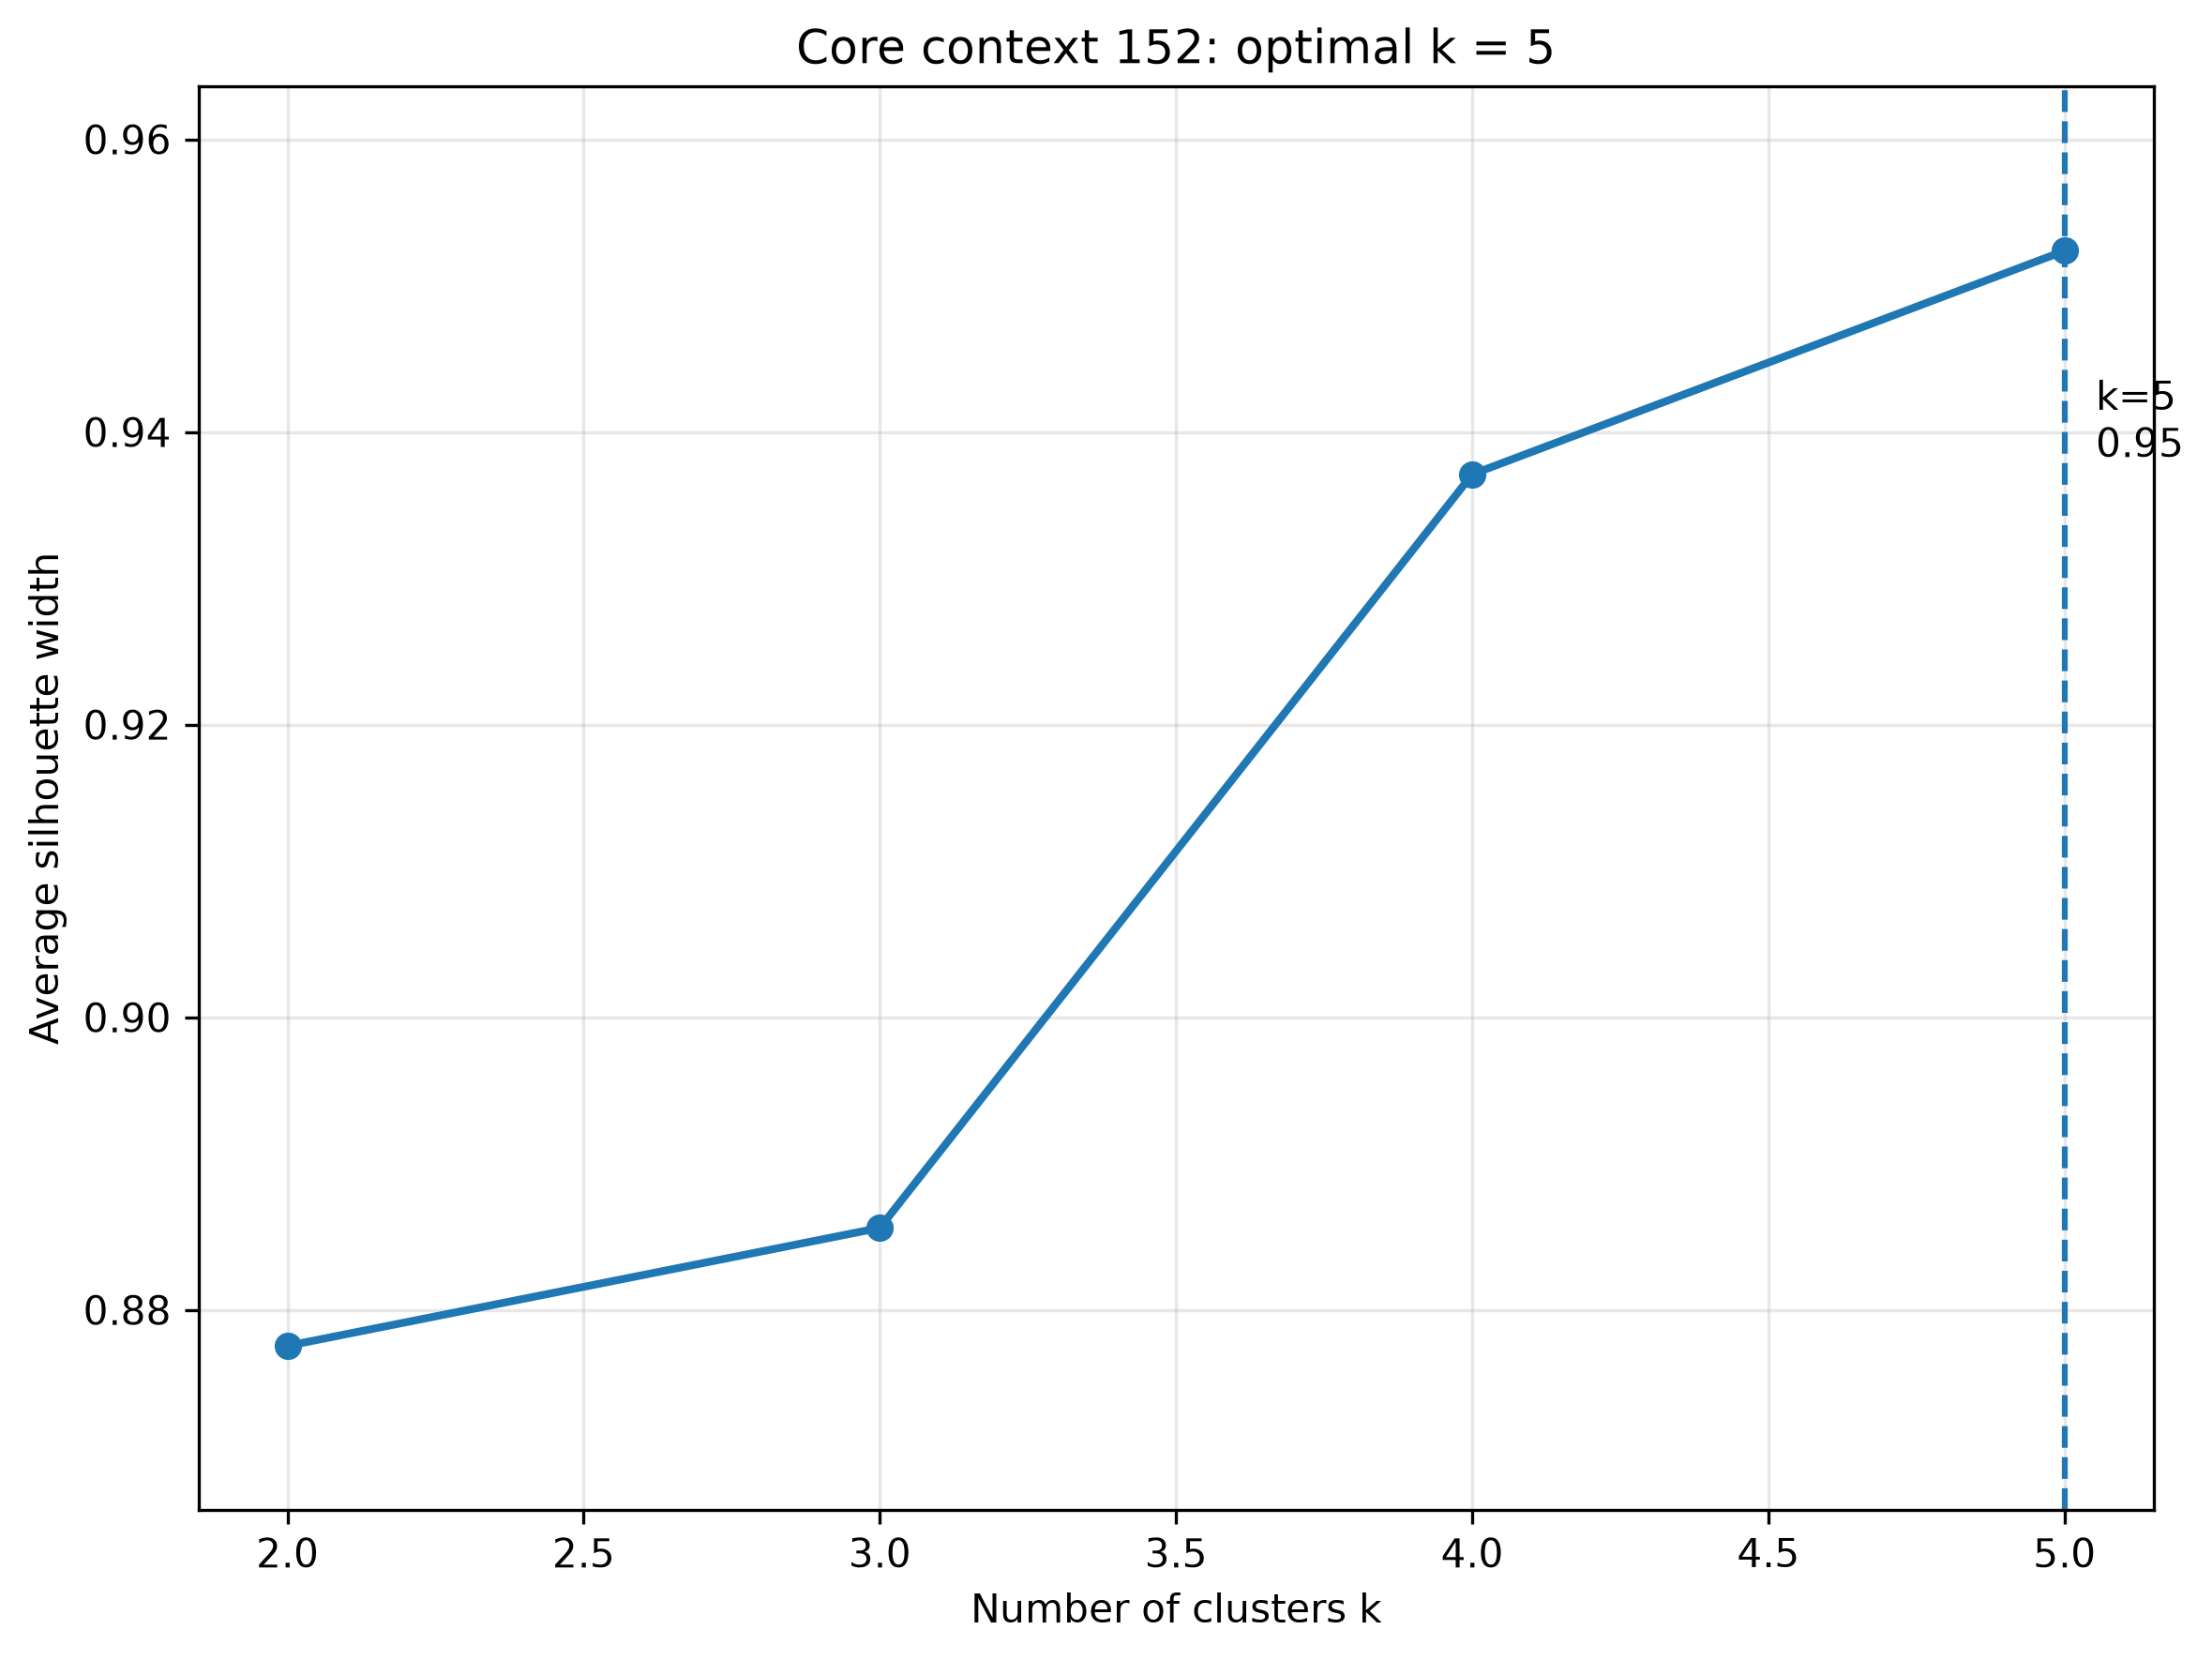 Core context 152: optimal k = 5
0.96
0.94
0.92
0.90
0.88
Average silhouette width
k=5
0.95
2.0 2.5 3.0 3.5 4.0 4.5 5.0
Number of clusters k